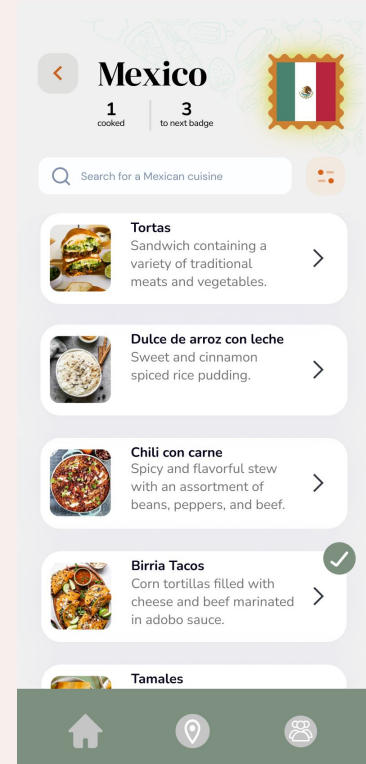 Mexico
1
cooked
3
to next badge
Search for a Mexican cuisine
Tortas
Sandwich containing a
variety of traditional
meats and vegetables.
Dulce de arroz con leche
Sweet and cinnamon
spiced rice pudding.
Chili con carne
Spicy and flavorful stew
with an assortment of
beans, peppers, and beef.
Birria Tacos
Corn tortillas filled with
cheese and beef marinated
in adobo sauce.
Tamales